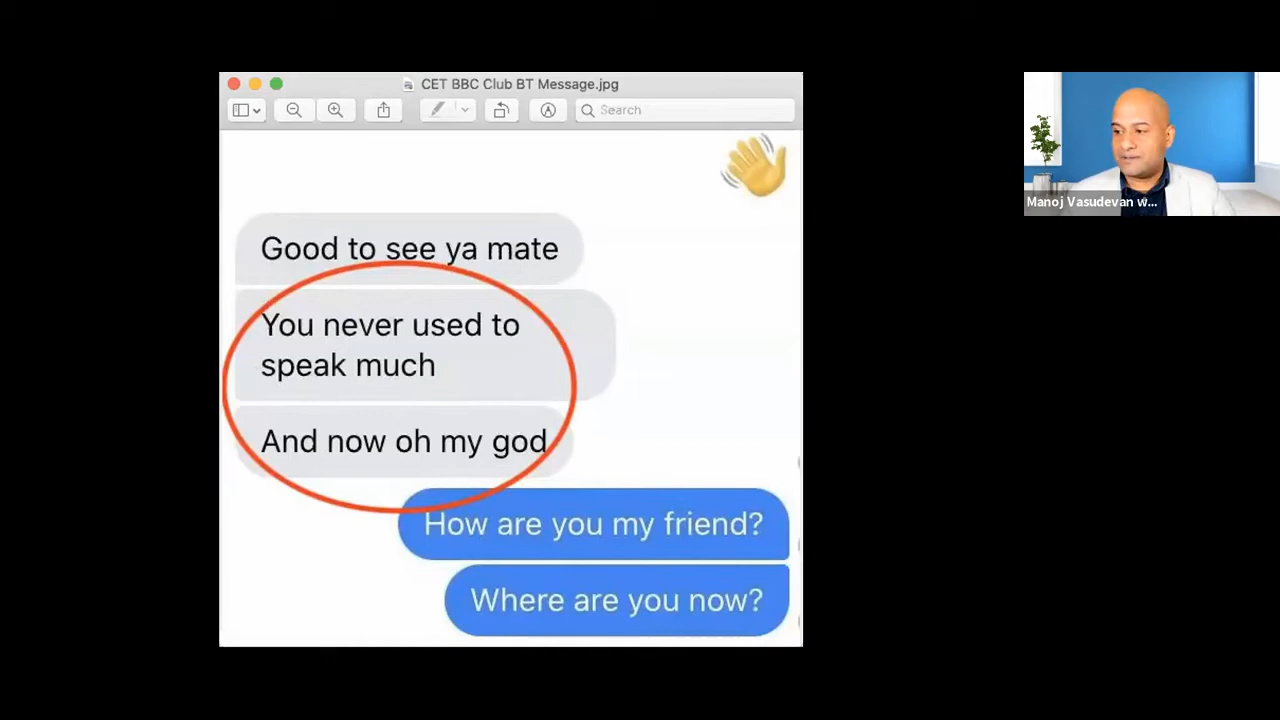 CET BBC Club BT Message.jpg
Search
Good to see ya mate
You never used to
speak much
And now oh my god
How are you my friend?
Where are you now?
Manoj Vasudevan w...